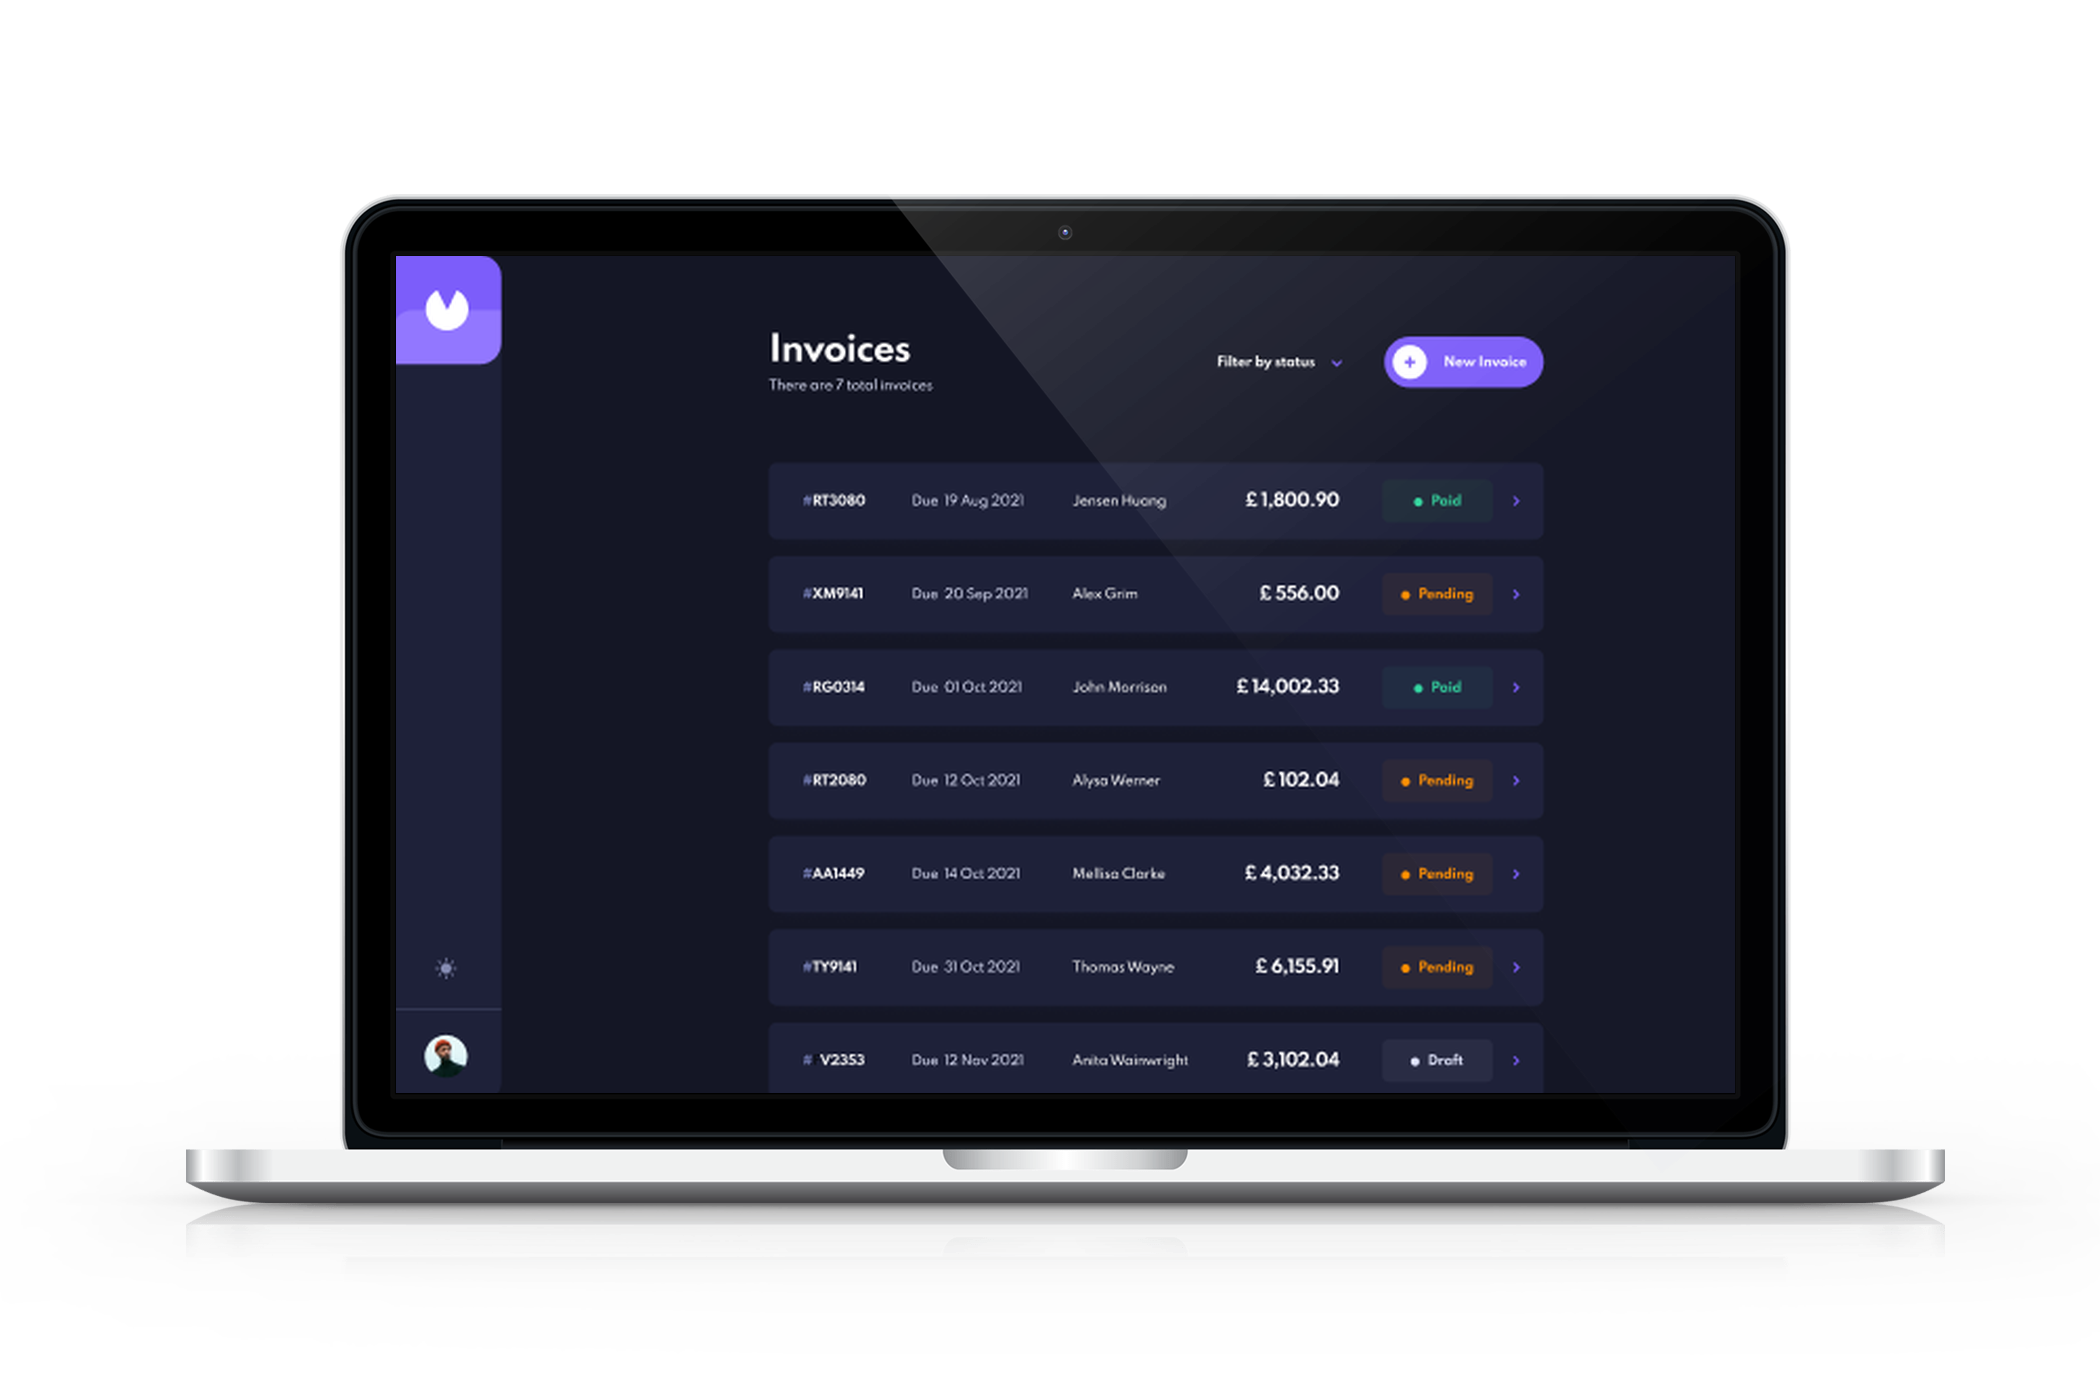 Invoices
There are 7 total invoices
Filter by status
New Invoice
#RT3080 Due 19 Aug 2021 Jensen Huang £ 1,800.90 Paid
#XM9141 Due 20 Sep 2021 Alex Grim £ 556.00 Pending
#RG0314 Due 01 Oct 2021 John Morrison £ 14,002.33 Paid
#RT2080 Due 12 Oct 2021 Alysa Werner £ 102.04 Pending
#AA1449 Due 14 Oct 2021 Mellisa Clarke £ 4,032.33 Pending
#TY9141 Due 31 Oct 2021 Thomas Wayne £ 6,155.91 Pending
# V2353 Due 12 Nov 2021 Anita Wainwright £ 3,102.04 Draft